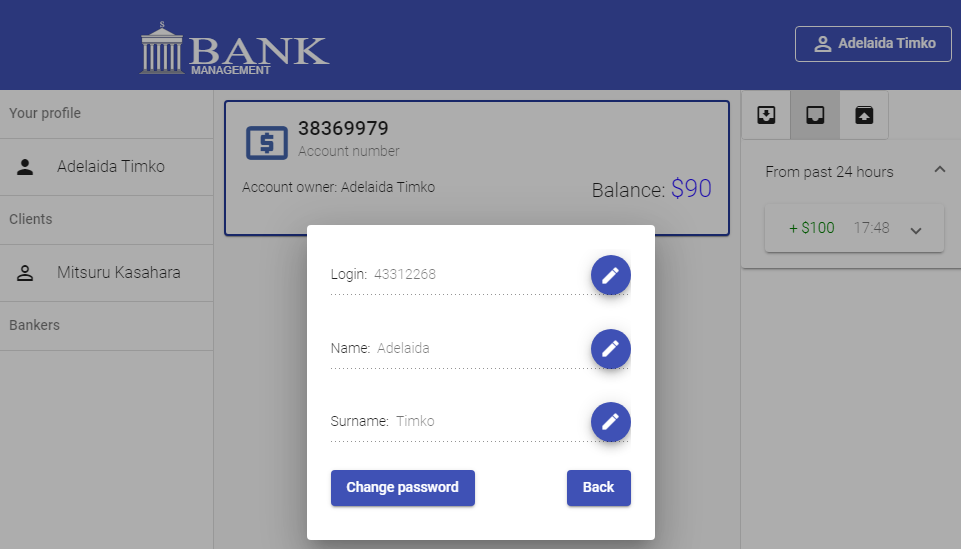 $
BANK
MANAGEMENT
Adelaida Timko
Your profile
Adelaida Timko
Clients
Mitsuru Kasahara
Bankers
$
38369979
Account number
Account owner: Adelaida Timko
Balance: $90
From past 24 hours
+ $100 17:48
Login: 43312268
Name: Adelaida
Surname: Timko
Change password
Back